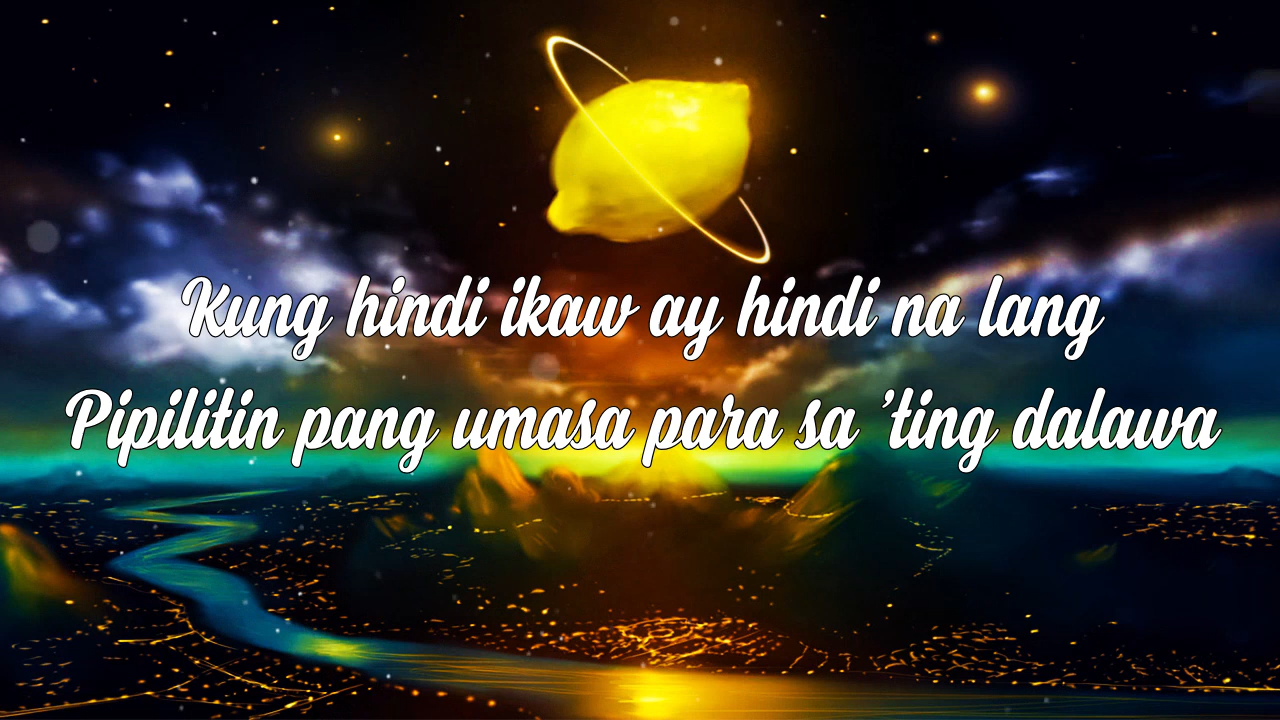 Kung hindi ikaw ay hindi na lang
Pipilitin pang umasa para sa 'ting dalawa